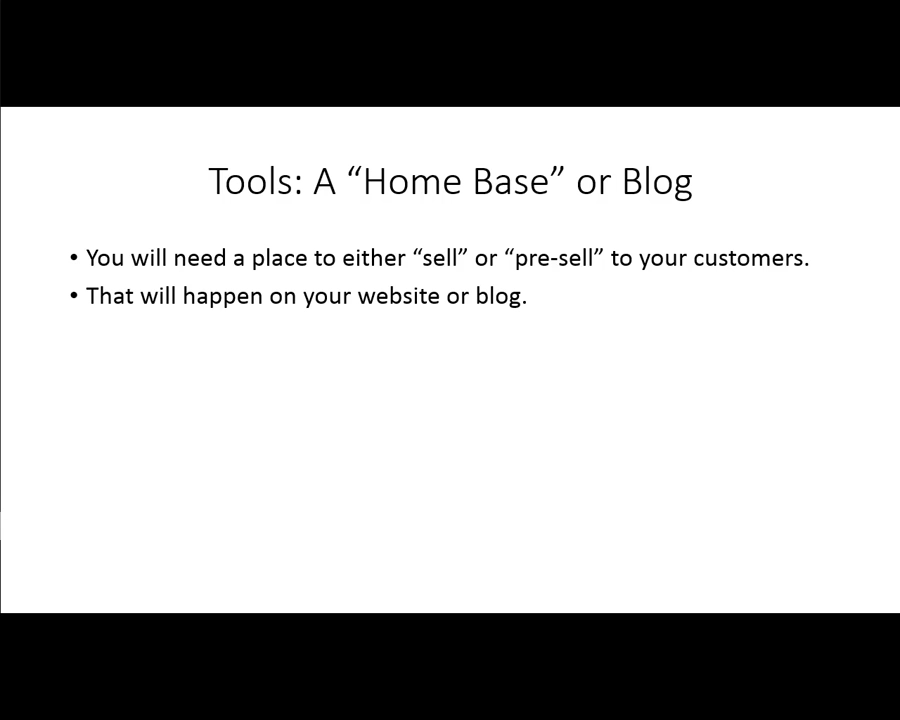 Tools: A “Home Base” or Blog
• You will need a place to either “sell” or “pre-sell” to your customers.
• That will happen on your website or blog.